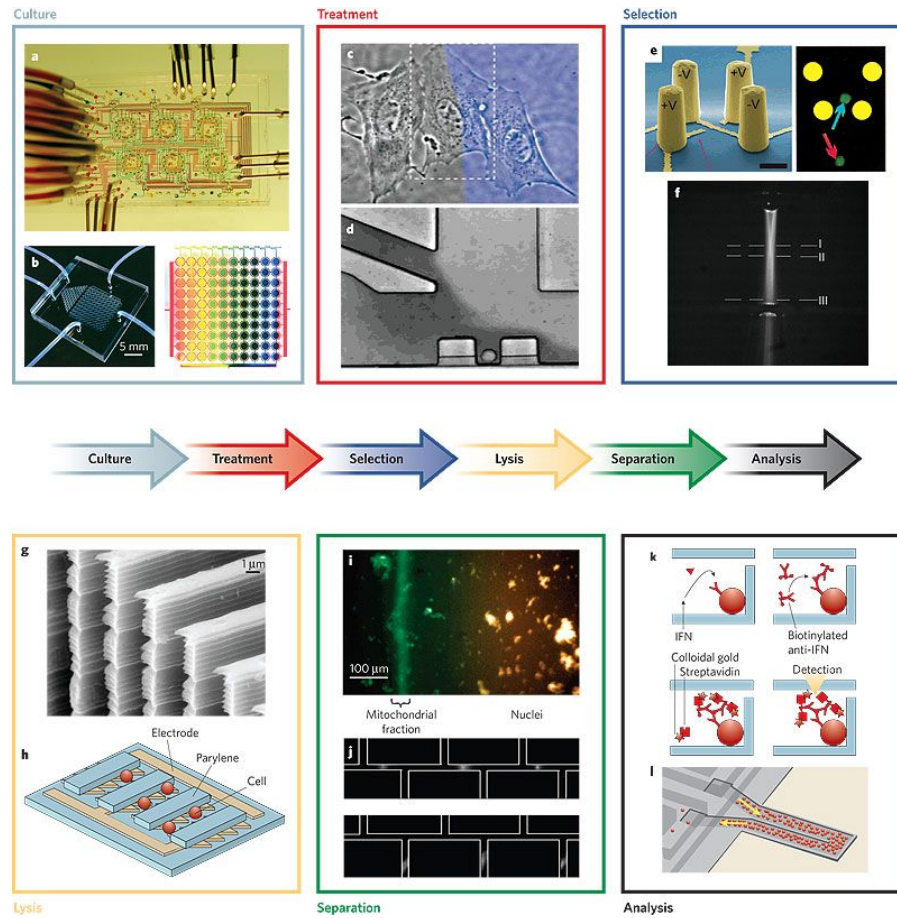 Culture
Treatment
Selection
a
b
5 mm
c
d
e
+V
-V
+V
-V
f
I
II
III
Culture
Treatment
Selection
Lysis
Separation
Analysis
g
1 μm
h
Electrode
Parylene
Cell
i
100 μm
Mitochondrial
fraction
Nuclei
j
k
IFN
Biotinylated
anti-IFN
Colloidal gold
Streptavidin
Detection
l
Lysis
Separation
Analysis